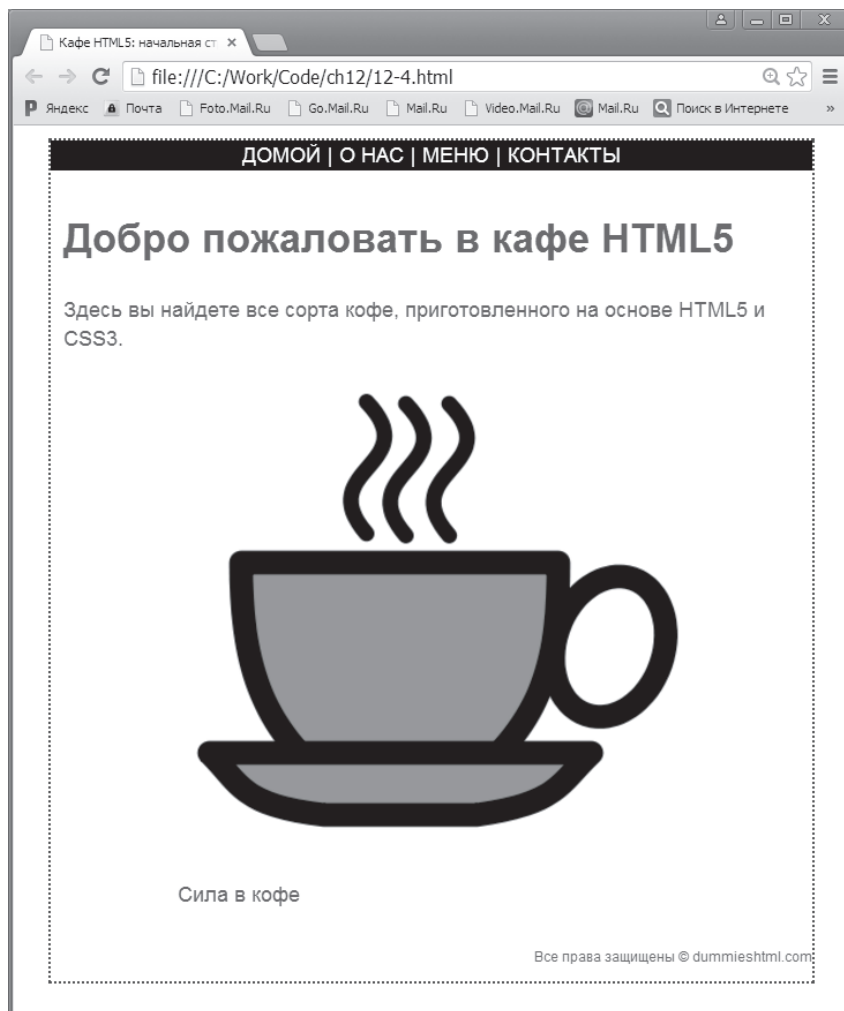 Кафе HTML5: начальная ст
file:///C:/Work/Code/ch12/12-4.html
Яндекс Почта Foto.Mail.Ru Go.Mail.Ru Mail.Ru Video.Mail.Ru Mail.Ru Поиск в Интернете »
ДОМОЙ | О НАС | МЕНЮ | КОНТАКТЫ
Добро пожаловать в кафе HTML5
Здесь вы найдете все сорта кофе, приготовленного на основе HTML5 и
CSS3.
Сила в кофе
Все права защищены © dummieshtml.com